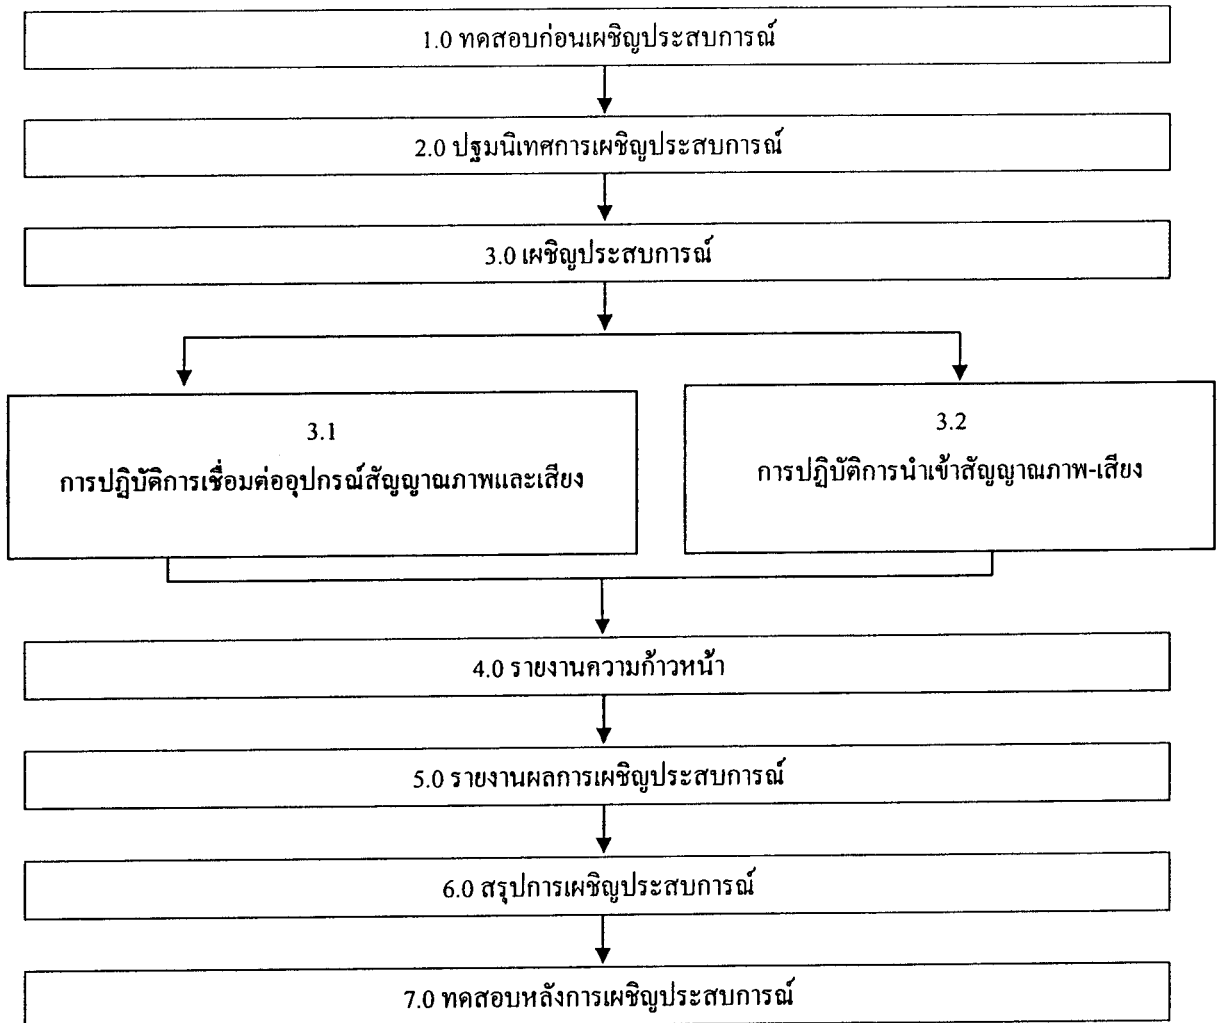 1.0 ทดสอบก่อนเผชิญประสบการณ์
2.0 ปฐมนิเทศการเผชิญประสบการณ์
3.0 เผชิญประสบการณ์
3.1
การปฏิบัติการเชื่อมต่ออุปกรณ์สัญญาณภาพและเสียง
3.2
การปฏิบัติการนำเข้าสัญญาณภาพ-เสียง
4.0 รายงานความก้าวหน้า
5.0 รายงานผลการเผชิญประสบการณ์
6.0 สรุปการเผชิญประสบการณ์
7.0 ทดสอบหลังการเผชิญประสบการณ์